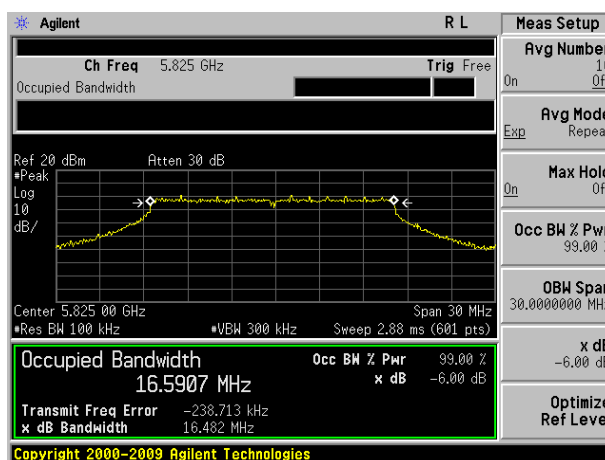 Agilent R L Meas Setup
Ch Freq 5.825 GHz Trig Free
Occupied Bandwidth
Ref 20 dBm Atten 30 dB
#Peak
Log
10
dB/
Center 5.825 00 GHz Span 30 MHz
#Res BW 100 kHz #VBW 300 kHz Sweep 2.88 ms (601 pts)
Occupied Bandwidth Occ BW % Pwr 99.00 %
16.5907 MHz x dB -6.00 dB
Transmit Freq Error -238.713 kHz
x dB Bandwidth 16.482 MHz
Copyright 2000-2009 Agilent Technologies
Avg Number
10
On Of
Avg Mode
Exp Repea
Max Hold
On Of
Occ BW % Pwr
99.00 %
OBW Span
30.0000000 MH
x dB
-6.00 dB
Optimize
Ref Leve